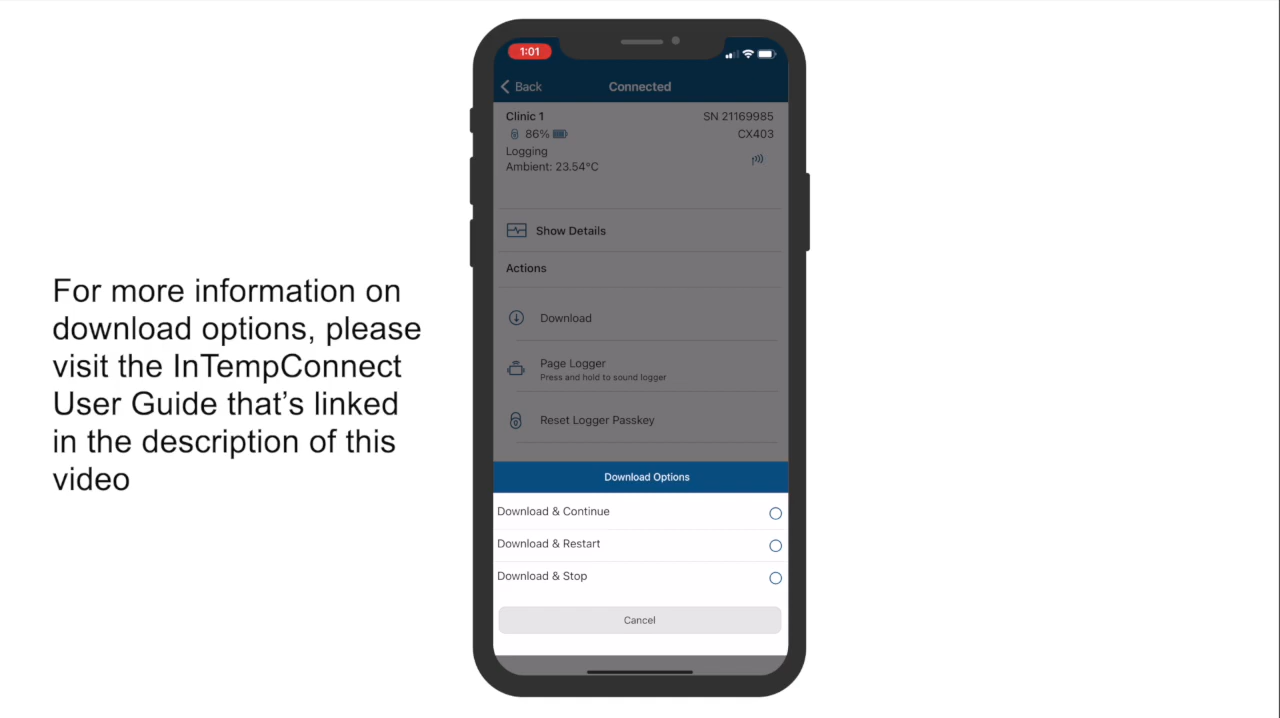 For more information on
download options, please
visit the InTempConnect
User Guide that’s linked
in the description of this
video
1:01
Back
Connected
Clinic 1
SN 21169985
86%
CX403
Logging
Ambient: 23.54°C
Show Details
Actions
Download
Page Logger
Press and hold to sound logger
Reset Logger Passkey
Download Options
Download & Continue
Download & Restart
Download & Stop
Cancel